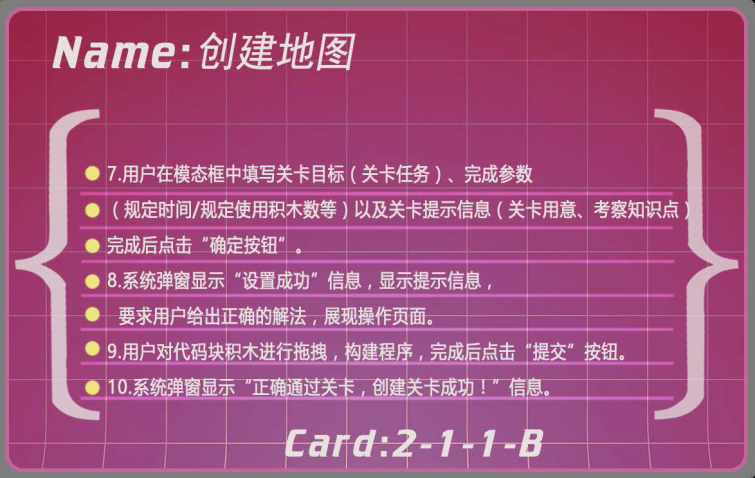 Name:创建地图
7.用户在模态框中填写关卡目标（关卡任务）、完成参数
（规定时间/规定使用积木数等）以及关卡提示信息（关卡用意、考察知识点）
完成后点击“确定按钮”。
8.系统弹窗显示“设置成功”信息，显示提示信息，
要求用户给出正确的解法，展现操作页面。
9.用户对代码块积木进行拖拽，构建程序，完成后点击“提交”按钮。
10.系统弹窗显示“正确通过关卡，创建关卡成功！”信息。
Card:2-1-1-B